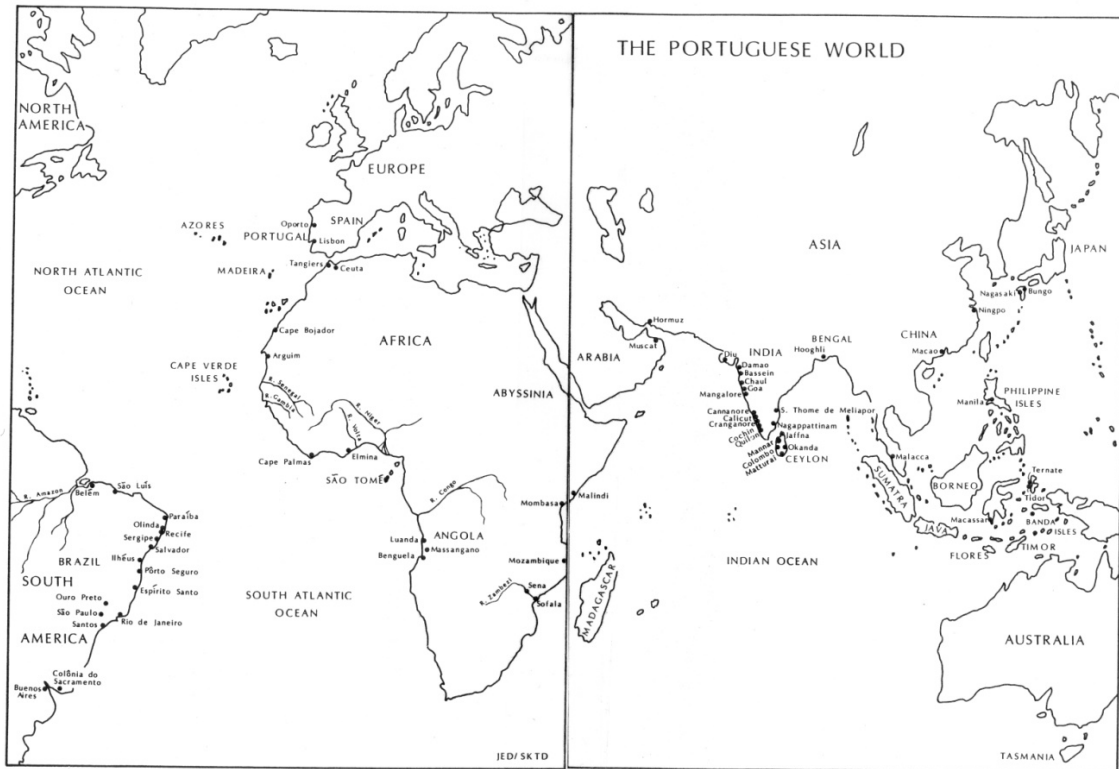 THE PORTUGUESE WORLD
NORTH
AMERICA
EUROPE
AZORES
SPAIN
Oporto
PORTUGAL
Lisbon
NORTH ATLANTIC
OCEAN
MADEIRA
Tangiers
Ceuta
Cape Bojador
AFRICA
Arguim
CAPE VERDE
ISLES
R. Senegal
R. Gambia
R. Niger
R. Volta
ABYSSINIA
Cape Palmas
Elmina
SÃO TOMÉ
R. Congo
R. Amazon
Belém
São Luís
Paraíba
Olinda
Recife
Sergipe
Salvador
BRAZIL
Ilhéus
Pôrto Seguro
SOUTH
Espírito Santo
Ouro Preto
São Paulo
Rio de Janeiro
Santos
AMERICA
Colônia do
Sacramento
Buenos
Aires
SOUTH ATLANTIC
OCEAN
Luanda
ANGOLA
Massangano
Benguela
Mombasa
Malindi
Mozambique
R. Zambezi
Sena
Sofala
MADAGASCAR
JED/SKTD
ASIA
JAPAN
Nagasaki
Bungo
Ningpo
CHINA
Macao
Hormuz
Muscat
ARABIA
INDIA
BENGAL
Hooghli
Diu
Damao
Bassein
Chaul
Goa
Mangalore
Cannanore
Calicut
Cranganore
Cochin
Quilon
S. Thome de Meliapor
Nagappattinam
Jaffna
Mannar
Okanda
Colombo
CEYLON
Mattural
Manila
PHILIPPINE
ISLES
Malacca
SUMATRA
BORNEO
Ternate
Tidor
Macassar
BANDA
ISLES
JAVA
FLORES
TIMOR
INDIAN OCEAN
AUSTRALIA
TASMANIA